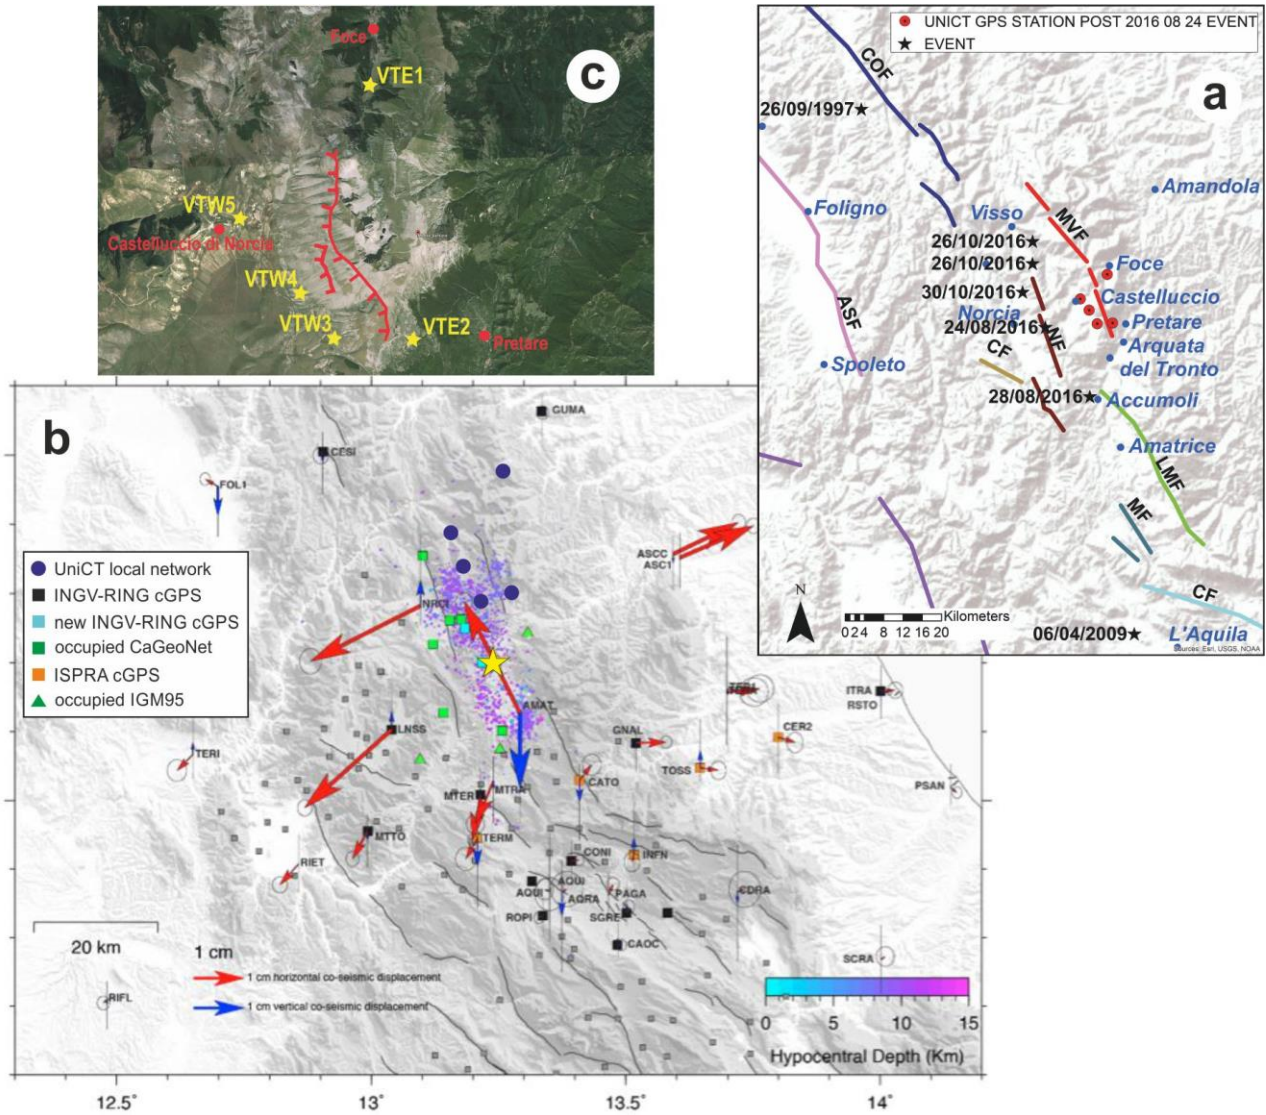 Foce
VTE1
c
VTW5
Castelluccio di Norcia
VTW4
VTW3
VTE2
Pretare
UNICT GPS STATION POST 2016 08 24 EVENT
EVENT
a
COF
26/09/1997
Amandola
Foligno
Visso
MVF
26/10/2016
26/10/2016
Foce
30/10/2016
Castelluccio
Norcia
ASF
24/08/2016
NF
Pretare
CF
Arquata
del Tronto
Spoleto
28/08/2016
Accumoli
Amatrice
LMF
MF
N
CF
Kilometers
0 2 4 8 12 16 20
06/04/2009
L'Aquila
Sources: Esri, USGS, NOAA
b
GUMA
CESI
FOL1
ASCC
ASC1
UniCT local network
INGV-RING cGPS
new INGV-RING cGPS
occupied CaGeoNet
ISPRA cGPS
occupied IGM95
NRCI
AMAT
LNSS
TERI
GNAL
ITRA
RSTO
CER2
TOSS
CATO
PSAN
MTER
MTRA
MTTO
TERM
RIET
CONI
INFN
AQUI
AQUI
AQRA
PAGA
CDRA
ROPI
SGRE
CAOC
SCRA
RIFL
20 km
1 cm
1 cm horizontal co-seismic displacement
1 cm vertical co-seismic displacement
0 5 10 15
Hypocentral Depth (Km)
12.5° 13° 13.5° 14°